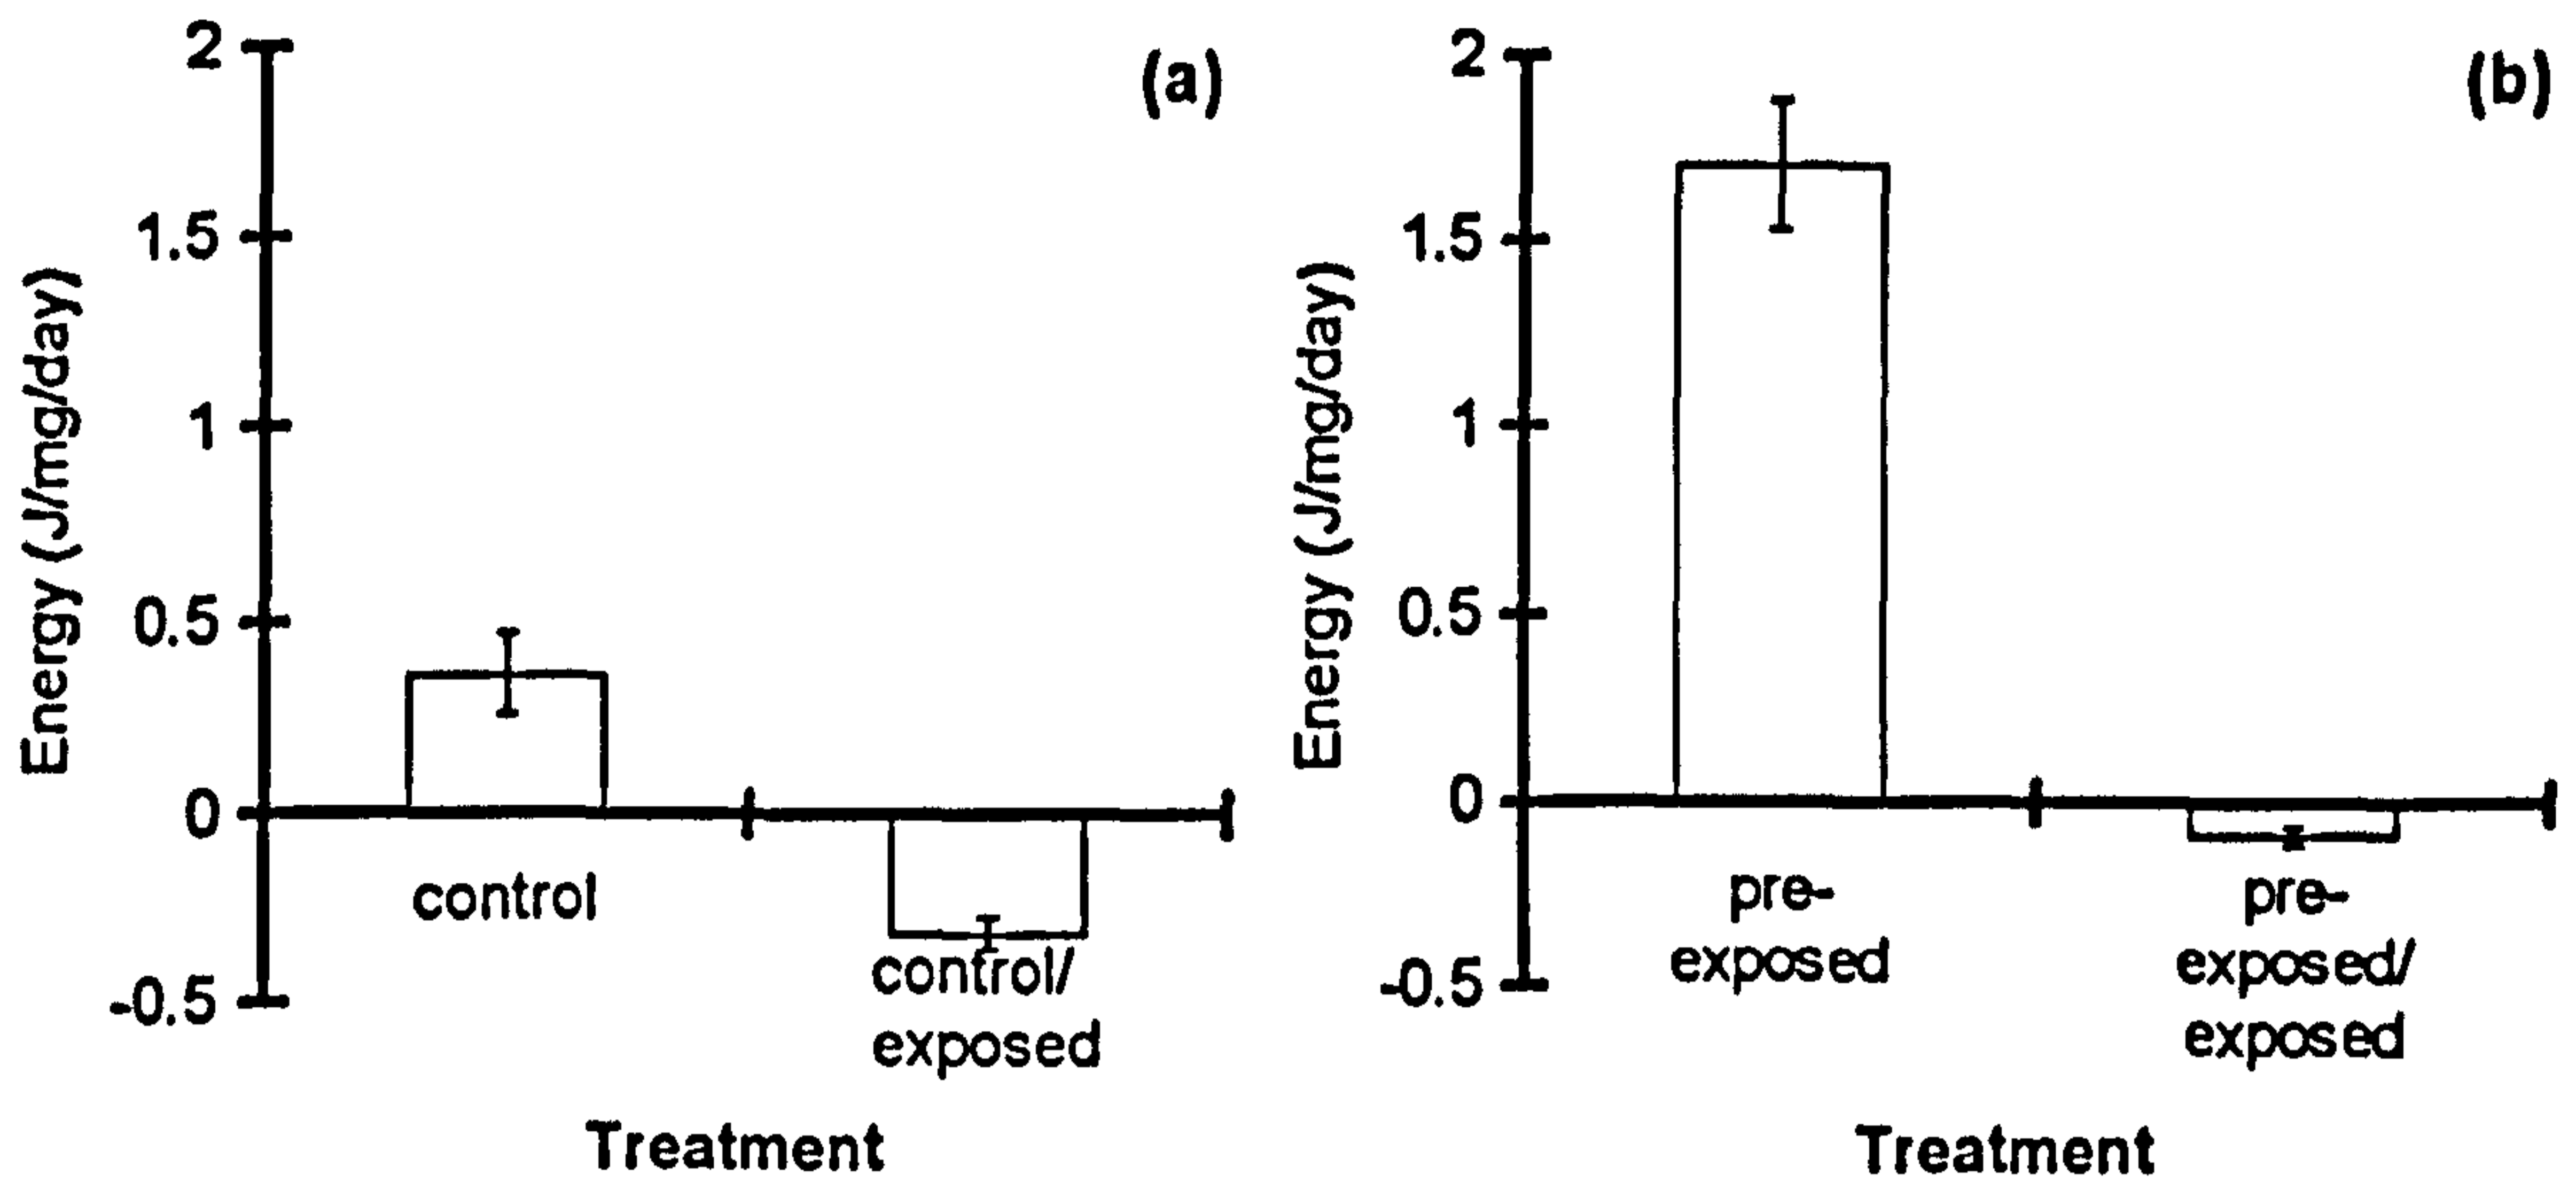 (a)
Energy (J/mg/day)
2
1.5
1
0.5
0
-0.5
control
control/
exposed
Treatment
(b)
Energy (J/mg/day)
2
1.5
1
0.5
0
-0.5
pre-
exposed
pre-
exposed/
exposed
Treatment